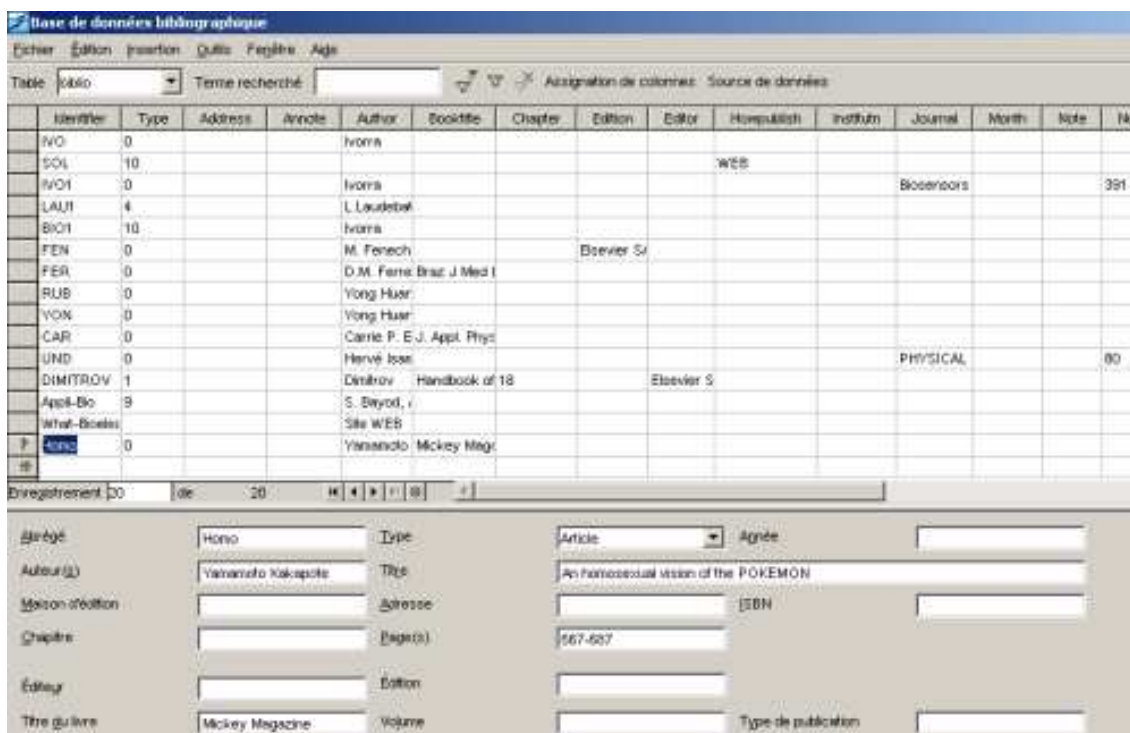 Base de données bibliographique
Fichier Édition Insertion Outils Fenêtre Aide
Table biblio Terme recherché Assignation de colonnes Source de données
Identifier Type Address Annote Author Booktitle Chapter Edition Editor Howpublish Institutn Journal Month Note
IVO 0 Ivorra
SOL 10 WEB
IVO1 0 Ivorra Biosensors 391
LAU1 4 L.Laudebat
BIO1 10 Ivorra
FEN 0 M. Fenech Elsevier
FER 0 D.M. Ferre Braz J Med
RUB 0 Yong Huar
YON 0 Yong Huar
CAR 0 Carrie P. E J. Appl. Phys
UND 0 Hervé Isam PHYSICAL 80
DIMITROV 1 Dimitrov Handbook of 18 Elsevier S
Appli-Bio 9 S. Bayod,
Site WEB
Homo 0 Yamamoto Mickey Maga
Enregistrement 20 de 20
Abrégé Homo Type Article Année
Auteur(s) Yamamoto Kakapote Titre An homosexual vision of the POKEMON
Maison d'édition Adresse ISBN
Chapitre Page(s) 667-687
Éditeur Édition
Titre du livre Mickey Magazine Volume Type de publication